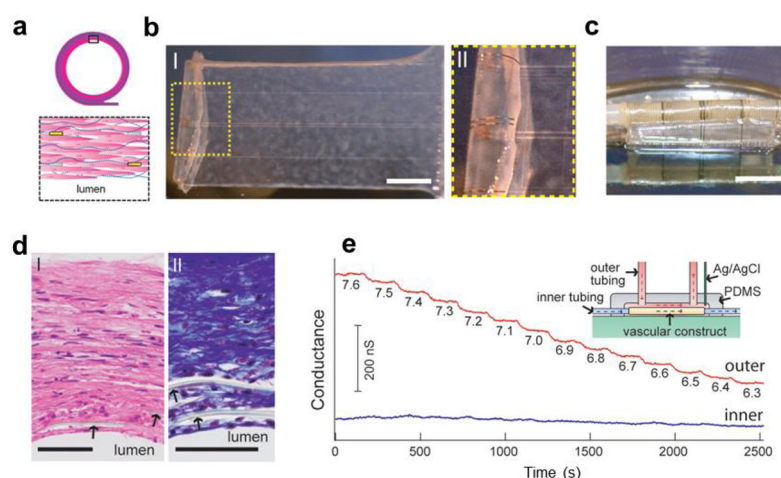 a
lumen
b
I
II
c
d
I
lumen
II
lumen
e
Conductance
200 nS
7.6
7.5
7.4
7.3
7.2
7.1
7.0
6.9
6.8
6.7
6.6
6.5
6.4
6.3
outer
inner
0
500
1000
1500
2000
2500
Time (s)
outer
tubing
Ag/AgCl
PDMS
inner tubing
vascular construct